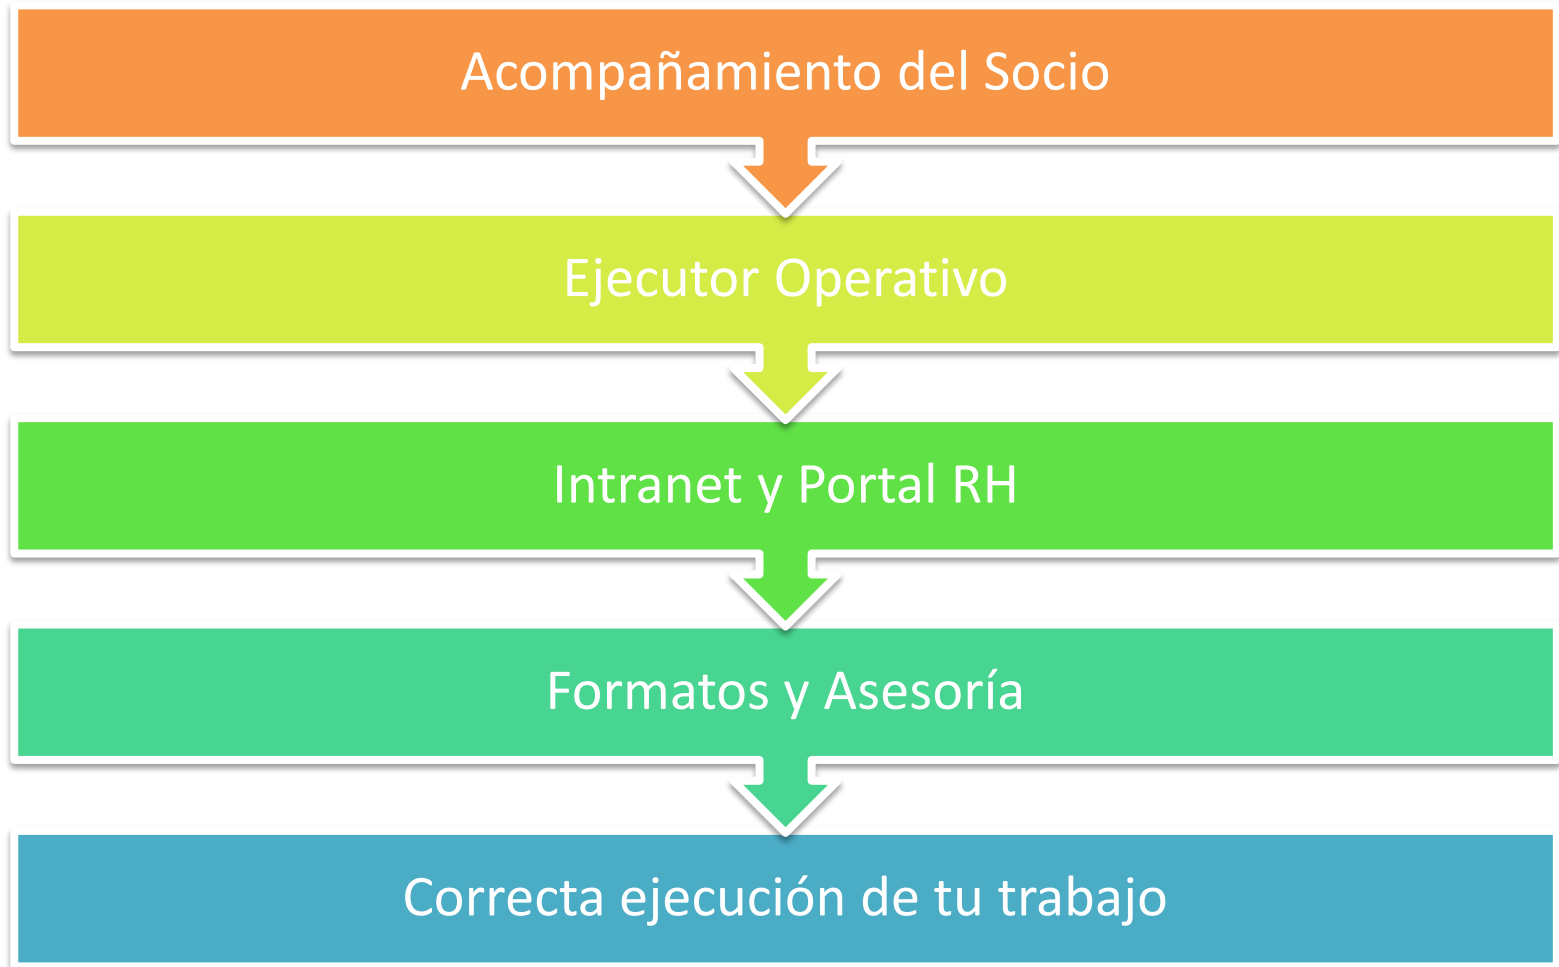 Acompañamiento del Socio
Ejecutor Operativo
Intranet y Portal RH
Formatos y Asesoría
Correcta ejecución de tu trabajo